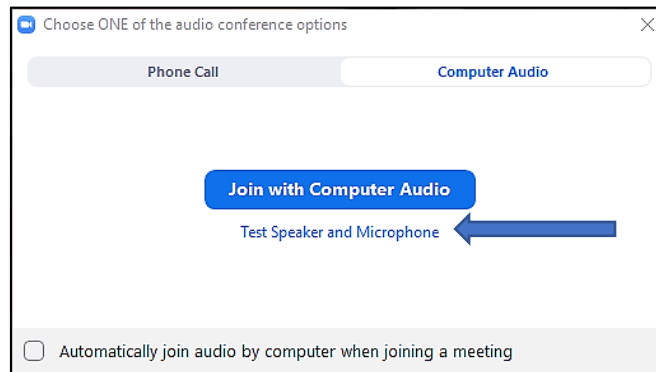 Choose ONE of the audio conference options
Phone Call
Computer Audio
Join with Computer Audio
Test Speaker and Microphone
Automatically join audio by computer when joining a meeting